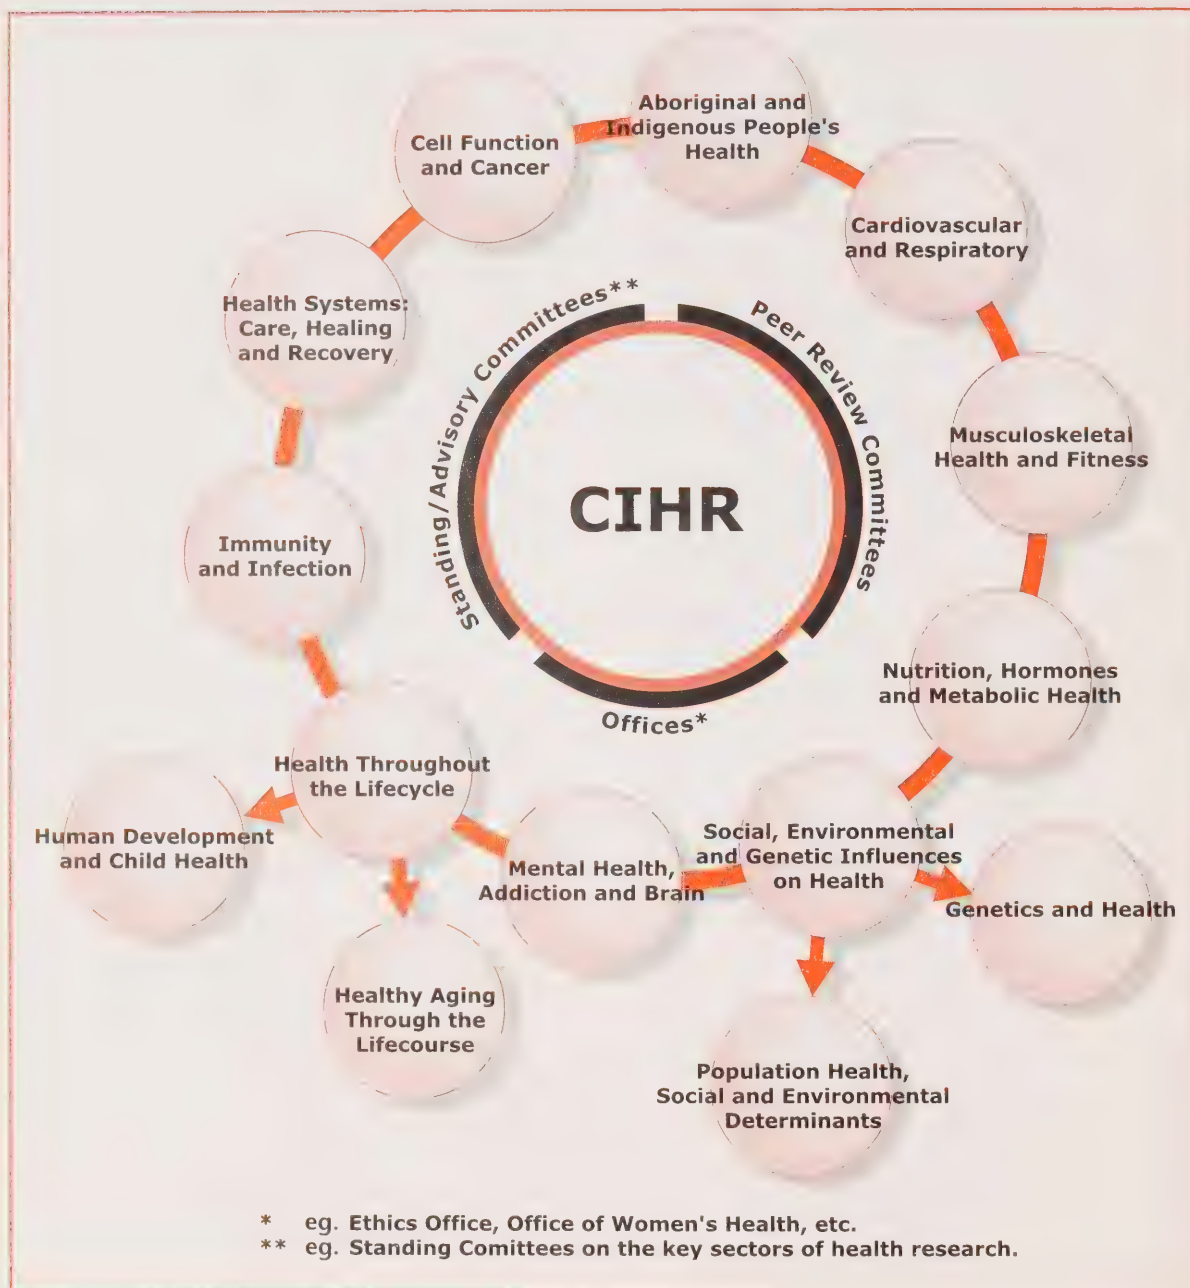 Aboriginal and
Indigenous People's
Health
Cell Function
and Cancer
Cardiovascular
and Respiratory
Health Systems:
Care, Healing
and Recovery
Standing/Advisory Committees**
Peer Review Committees
Musculoskeletal
Health and Fitness
CIHR
Immunity
and Infection
Nutrition, Hormones
and Metabolic Health
Offices*
Health Throughout
the Lifecycle
Human Development
and Child Health
Mental Health,
Addiction and Brain
Social, Environmental
and Genetic Influences
on Health
Genetics and Health
Healthy Aging
Through the
Lifecourse
Population Health,
Social and Environmental
Determinants
* eg. Ethics Office, Office of Women's Health, etc.
** eg. Standing Comittees on the key sectors of health research.